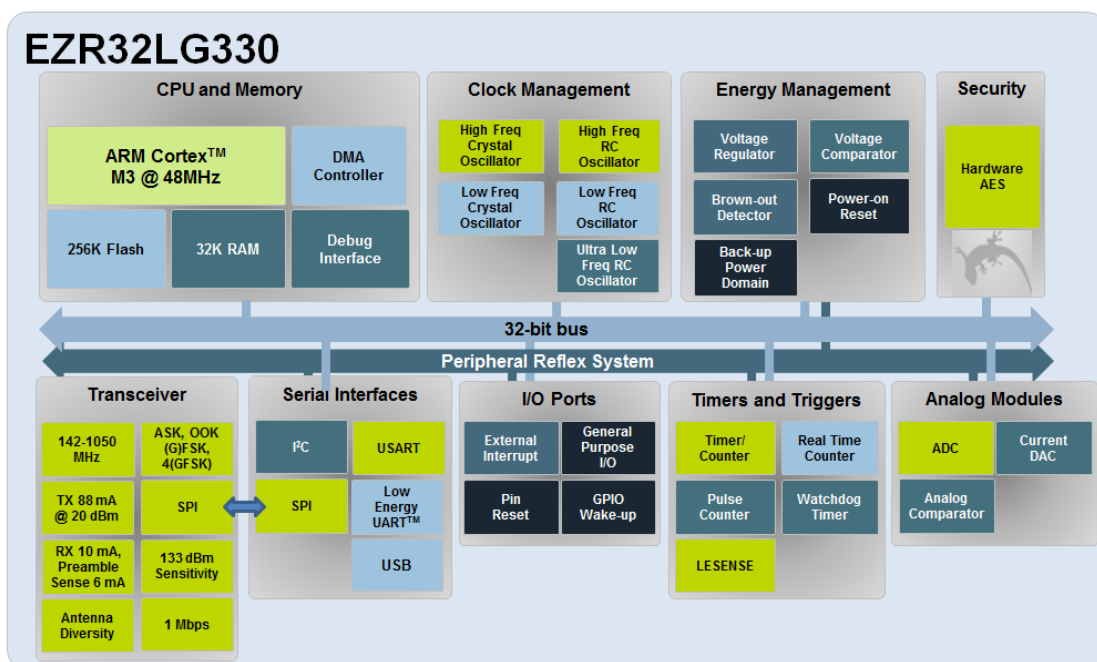 EZR32LG330
CPU and Memory
ARM Cortex™
M3 @ 48MHz
DMA
Controller
256K Flash
32K RAM
Debug
Interface
Clock Management
High Freq
Crystal
Oscillator
High Freq
RC
Oscillator
Low Freq
Crystal
Oscillator
Low Freq
RC
Oscillator
Ultra Low
Freq RC
Oscillator
Energy Management
Voltage
Regulator
Voltage
Comparator
Brown-out
Detector
Power-on
Reset
Back-up
Power
Domain
Security
Hardware
AES
32-bit bus
Peripheral Reflex System
Transceiver
142-1050
MHz
ASK, OOK
(G)FSK,
4(GFSK)
TX 88 mA
@ 20 dBm
SPI
RX 10 mA,
Preamble
Sense 6 mA
133 dBm
Sensitivity
Antenna
Diversity
1 Mbps
Serial Interfaces
I²C
USART
SPI
Low
Energy
UART™
USB
I/O Ports
External
Interrupt
General
Purpose
I/O
Pin
Reset
GPIO
Wake-up
Timers and Triggers
Timer/
Counter
Real Time
Counter
Pulse
Counter
Watchdog
Timer
LESENSE
Analog Modules
ADC
Current
DAC
Analog
Comparator